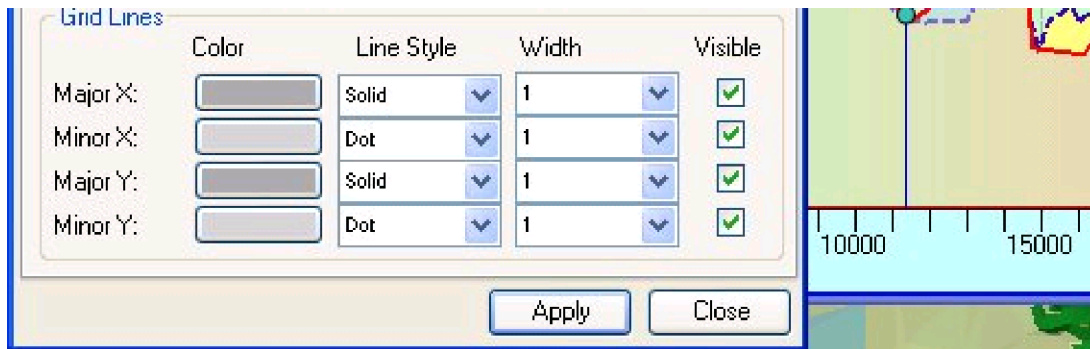 Grid Lines
Color Line Style Width Visible
Major X: Solid 1
Minor X: Dot 1
Major Y: Solid 1
Minor Y: Dot 1
10000 15000
Apply Close